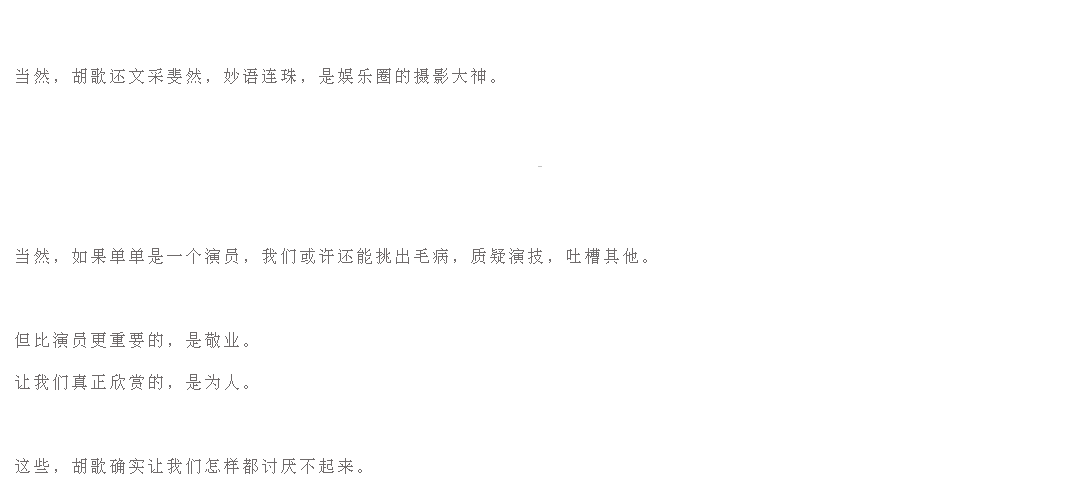 当然，胡歌还文采斐然，妙语连珠，是娱乐圈的摄影大神。
当然，如果单单是一个演员，我们或许还能挑出毛病，质疑演技，吐槽其他。
但比演员更重要的，是敬业。
让我们真正欣赏的，是为人。
这些，胡歌确实让我们怎样都讨厌不起来。